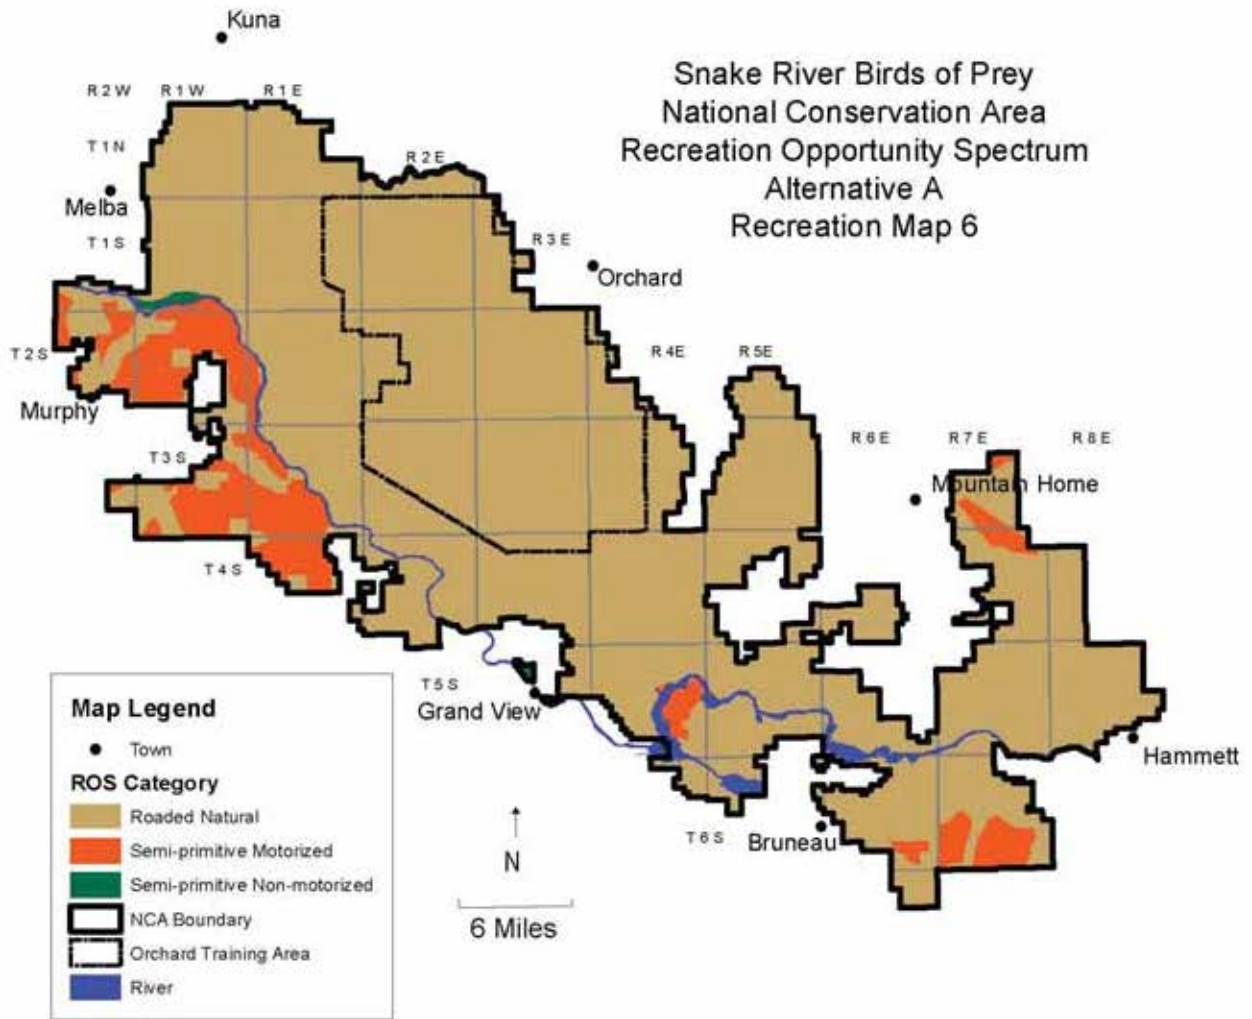 Kuna
Snake River Birds of Prey
National Conservation Area
Recreation Opportunity Spectrum
Alternative A
Recreation Map 6
R 2 W
R 1 W
R 1 E
T 1 N
R 2 E
Melba
T 1 S
R 3 E
Orchard
T 2 S
R 4 E
R 5 E
Murphy
R 6 E
R 7 E
R 8 E
T 3 S
Mountain Home
T 4 S
T 5 S
Grand View
Hammett
T 6 S
Bruneau
N
6 Miles
Map Legend
Town
ROS Category
Roaded Natural
Semi-primitive Motorized
Semi-primitive Non-motorized
NCA Boundary
Orchard Training Area
River